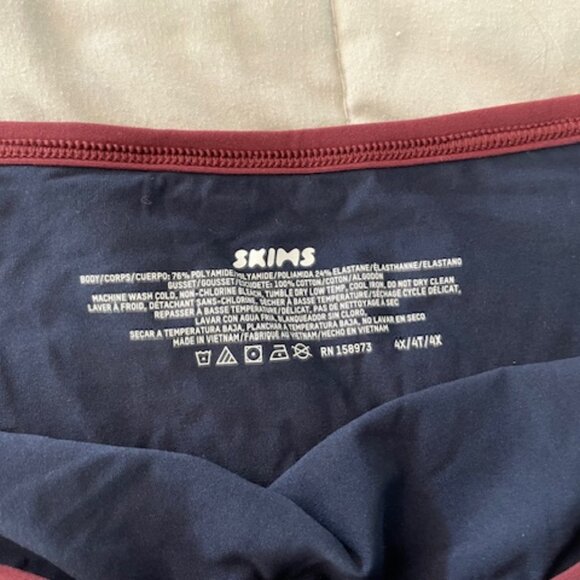 SKIMS
BODY/CORPS/CUERPO: 76% POLYAMIDE/POLYAMIDE/POLIAMIDA 24% ELASTANE/ÉLASTHANNE/ELASTANO
GUSSET/GOUSSET/ESCUDETE: 100% COTTON/COTON/ALGODON
MACHINE WASH COLD, NON-CHLORINE BLEACH, TUMBLE DRY LOW TEMP, COOL IRON, DO NOT DRY CLEAN
LAVER À FROID, DÉTACHANT SANS-CHLORINE, SÉCHER À BASSE TEMPÉRATURE/SÉCHAGE CYCLE DÉLICAT,
REPASSER À BASSE TEMPÉRATURE/DÉLICAT, PAS DE NETTOYAGE À SEC
LAVAR CON AGUA FRIA, BLANQUEADOR SIN CLORO,
SECAR A TEMPERATURA BAJA, PLANCHAR A TEMPERATURA BAJA, NO LAVAR EN SECO
MADE IN VIETNAM/FABRIQUÉ AU VIETNAM/HECHO EN VIETNAM
RN 158973 4X/4T/4X